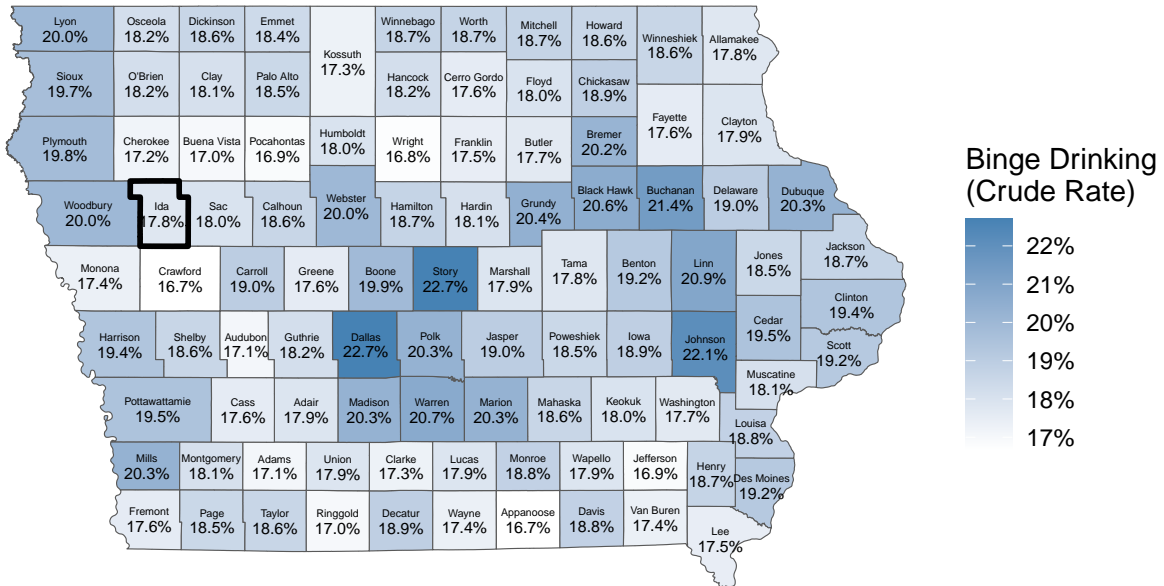 Lyon
20.0%
Osceola
18.2%
Dickinson
18.6%
Emmet
18.4%
Kossuth
17.3%
Winnebago
18.7%
Worth
18.7%
Mitchell
18.7%
Howard
18.6%
Winneshiek
18.6%
Allamakee
17.8%
Sioux
19.7%
O'Brien
18.2%
Clay
18.1%
Palo Alto
18.5%
Hancock
18.2%
Cerro Gordo
17.6%
Floyd
18.0%
Chickasaw
18.9%
Fayette
17.6%
Clayton
17.9%
Plymouth
19.8%
Cherokee
17.2%
Buena Vista
17.0%
Pocahontas
16.9%
Humboldt
18.0%
Wright
16.8%
Franklin
17.5%
Butler
17.7%
Bremer
20.2%
Woodbury
20.0%
Ida
17.8%
Sac
18.0%
Calhoun
18.6%
Webster
20.0%
Hamilton
18.7%
Hardin
18.1%
Grundy
20.4%
Black Hawk
20.6%
Buchanan
21.4%
Delaware
19.0%
Dubuque
20.3%
Monona
17.4%
Crawford
16.7%
Carroll
19.0%
Greene
17.6%
Boone
19.9%
Story
22.7%
Marshall
17.9%
Tama
17.8%
Benton
19.2%
Linn
20.9%
Jones
18.5%
Jackson
18.7%
Clinton
19.4%
Harrison
19.4%
Shelby
18.6%
Audubon
17.1%
Guthrie
18.2%
Dallas
22.7%
Polk
20.3%
Jasper
19.0%
Poweshiek
18.5%
Iowa
18.9%
Johnson
22.1%
Cedar
19.5%
Scott
19.2%
Muscatine
18.1%
Pottawattamie
19.5%
Cass
17.6%
Adair
17.9%
Madison
20.3%
Warren
20.7%
Marion
20.3%
Mahaska
18.6%
Keokuk
18.0%
Washington
17.7%
Louisa
18.8%
Mills
20.3%
Montgomery
18.1%
Adams
17.1%
Union
17.9%
Clarke
17.3%
Lucas
17.9%
Monroe
18.8%
Wapello
17.9%
Jefferson
16.9%
Henry
18.7%
Des Moines
19.2%
Fremont
17.6%
Page
18.5%
Taylor
18.6%
Ringgold
17.0%
Decatur
18.9%
Wayne
17.4%
Appanoose
16.7%
Davis
18.8%
Van Buren
17.4%
Lee
17.5%
Binge Drinking
(Crude Rate)
22%
21%
20%
19%
18%
17%